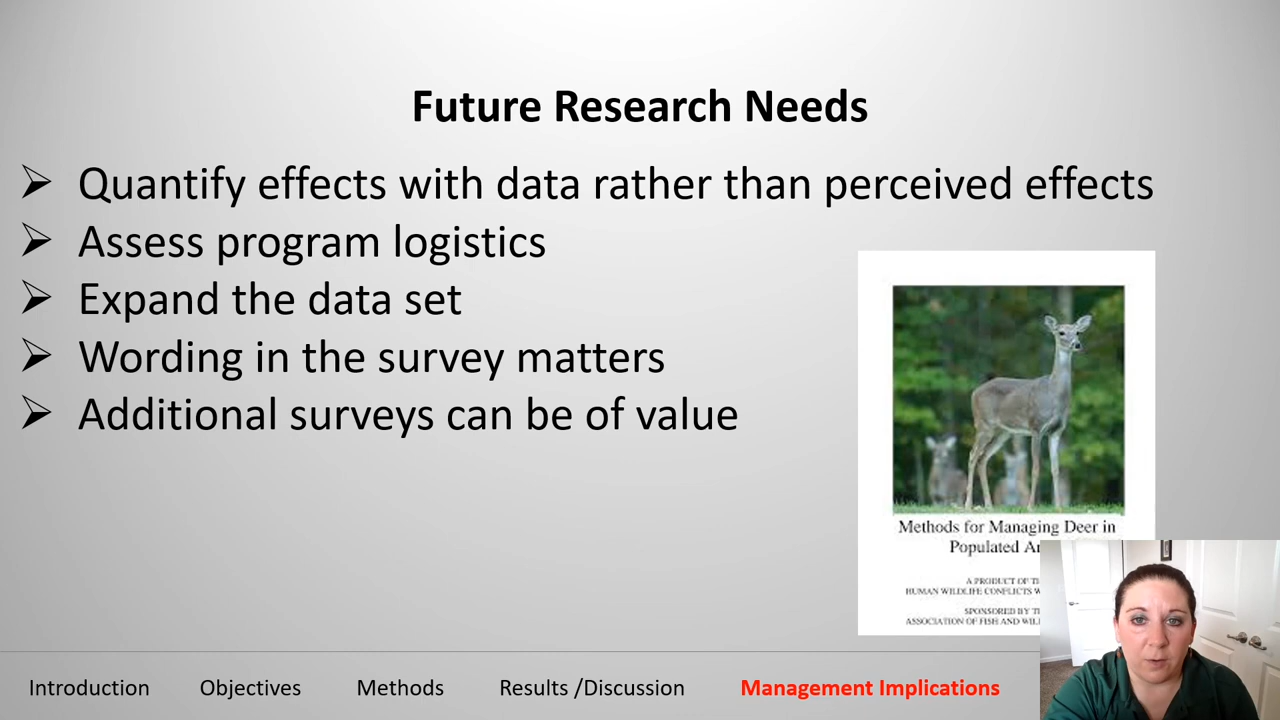 Future Research Needs
Quantify effects with data rather than perceived effects
Assess program logistics
Expand the data set
Wording in the survey matters
Additional surveys can be of value
Methods for Managing Deer in
Populated
A PRODUCT OF
HUMAN WILDLIFE CONFLICTS
SPONSORED BY
ASSOCIATION OF FISH AND
Introduction Objectives Methods Results /Discussion Management Implications